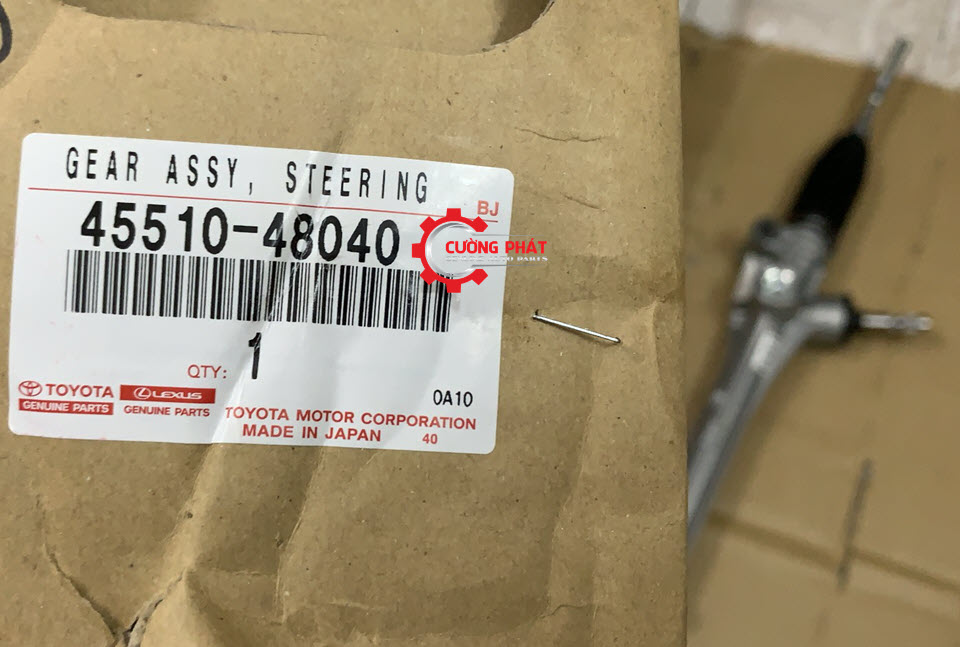 GEAR ASSY, STEERING
BJ
45510-48040
CƯỜNG PHÁT
QTY: 1
0A10
TOYOTA
GENUINE PARTS
LEXUS
GENUINE PARTS
TOYOTA MOTOR CORPORATION
MADE IN JAPAN 40